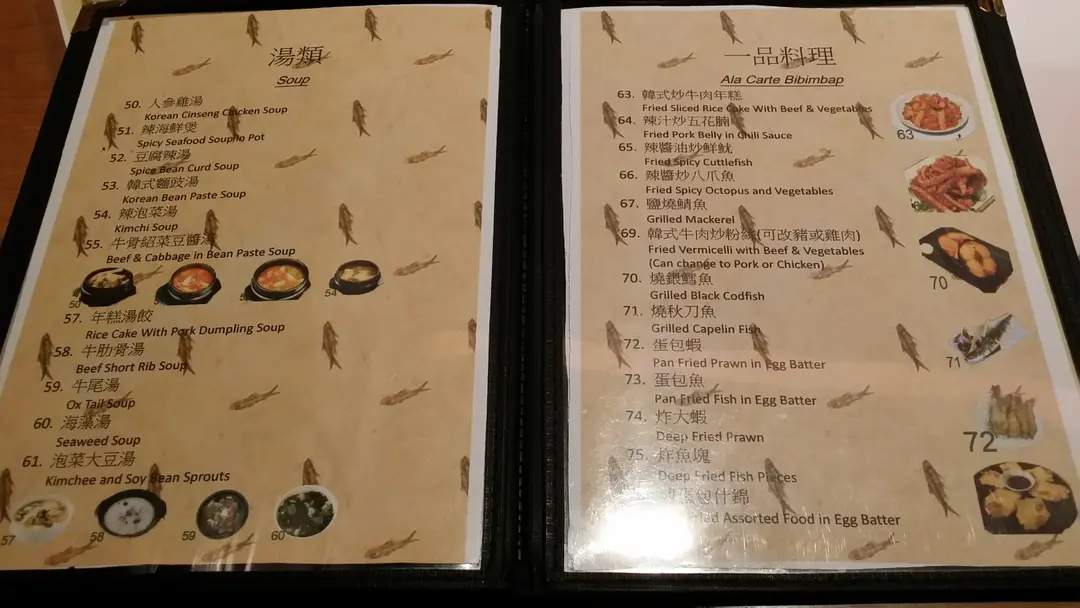 湯類
Soup
50. 人參雞湯
Korean Cinseng Chicken Soup
51. 辣海鮮煲
Spicy Seafood Soup in Pot
52. 豆腐辣湯
Spice Bean Curd Soup
53. 韓式麵豉湯
Korean Bean Paste Soup
54. 辣泡菜湯
Kimchi Soup
55. 牛骨紹菜豆醬湯
Beef & Cabbage in Bean Paste Soup
50
54
57. 年糕湯餃
Rice Cake With Pork Dumpling Soup
58. 牛肋骨湯
Beef Short Rib Soup
59. 牛尾湯
Ox Tail Soup
60. 海藻湯
Seaweed Soup
61. 泡菜大豆湯
Kimchee and Soy Bean Sprouts
57
58
59
60
一品料理
Ala Carte Bibimbap
63. 韓式炒牛肉年糕
Fried Sliced Rice Cake With Beef & Vegetables
64. 辣汁炒五花腩
Fried Pork Belly in Chili Sauce
65. 辣醬油炒鮮魷
Fried Spicy Cuttlefish
66. 辣醬炒八爪魚
Fried Spicy Octopus and Vegetables
67. 鹽燒鯖魚
Grilled Mackerel
69. 韓式牛肉炒粉絲(可改豬或雞肉)
Fried Vermicelli with Beef & Vegetables
(Can change to Pork or Chicken)
70. 燒銀鱈魚
Grilled Black Codfish
71. 燒秋刀魚
Grilled Capelin Fish
72. 蛋包蝦
Pan Fried Prawn in Egg Batter
73. 蛋包魚
Pan Fried Fish in Egg Batter
74. 炸大蝦
Deep Fried Prawn
75. 炸魚塊
Deep Fried Fish Pieces
包什錦
Assorted Food in Egg Batter
63
70
71
72